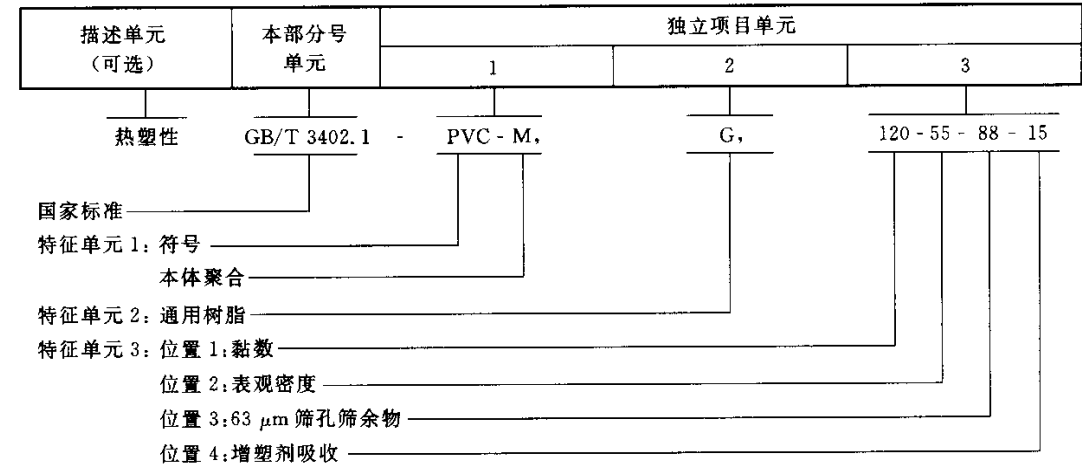 描述单元
（可选）
本部分号
单元
独立项目单元
1
2
3
热塑性 GB/T 3402.1 - PVC - M, G, 120 - 55 - 88 - 15
国家标准
特征单元 1: 符号
本体聚合
特征单元 2: 通用树脂
特征单元 3: 位置 1:黏数
位置 2:表观密度
位置 3:63 μm 筛孔筛余物
位置 4:增塑剂吸收